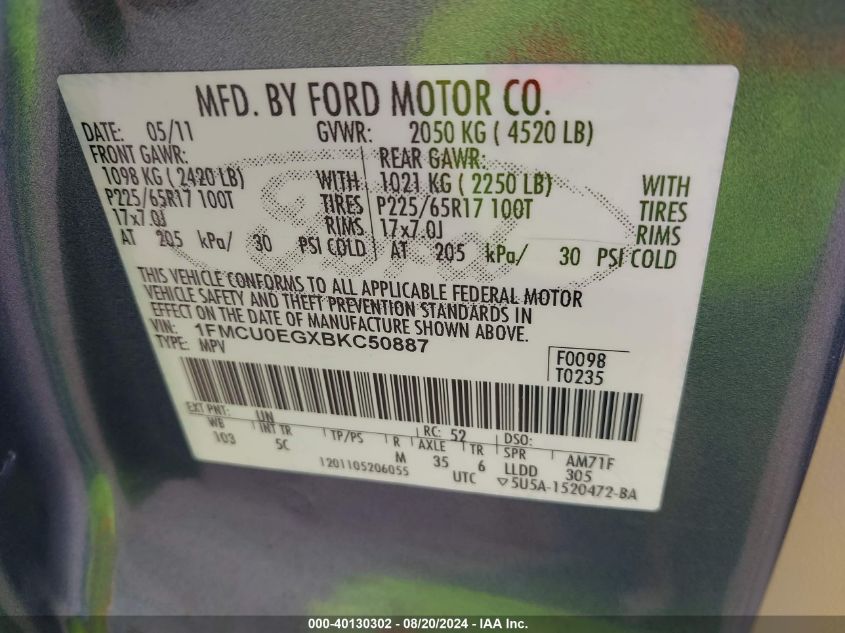 MFD. BY FORD MOTOR CO.
DATE: 05/11 GVWR: 2050 KG ( 4520 LB)
FRONT GAWR: REAR GAWR:
1098 KG ( 2420 LB) WITH 1021 KG ( 2250 LB) WITH
P225/65R17 100T TIRES P225/65R17 100T TIRES
17x7.0J RIMS 17x7.0J RIMS
AT 205 kPa/ 30 PSI COLD AT 205 kPa/ 30 PSI COLD
THIS VEHICLE CONFORMS TO ALL APPLICABLE FEDERAL MOTOR
VEHICLE SAFETY AND THEFT PREVENTION STANDARDS IN
EFFECT ON THE DATE OF MANUFACTURE SHOWN ABOVE.
VIN: 1FMCU0EGXBKC50887
TYPE: MPV
F0098
T0235
EXT PNT: UN RC: 52 DSO:
WB INT TR TP/PS R AXLE TR SPR AM71F
103 5C M 35 6 LLDD 305
1201105206055 UTC ▽5U5A-1520472-BA
000-40130302 - 08/20/2024 - IAA Inc.